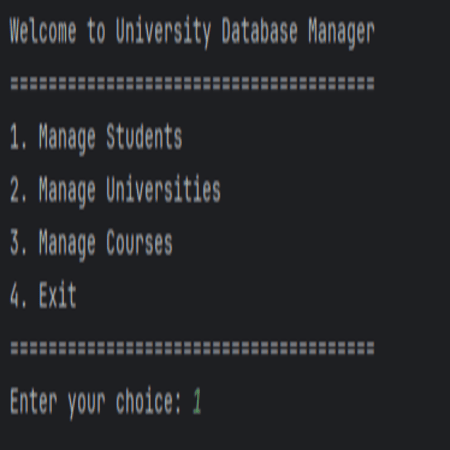 Welcome to University Database Manager
======================================
1. Manage Students
2. Manage Universities
3. Manage Courses
4. Exit
======================================
Enter your choice: 1